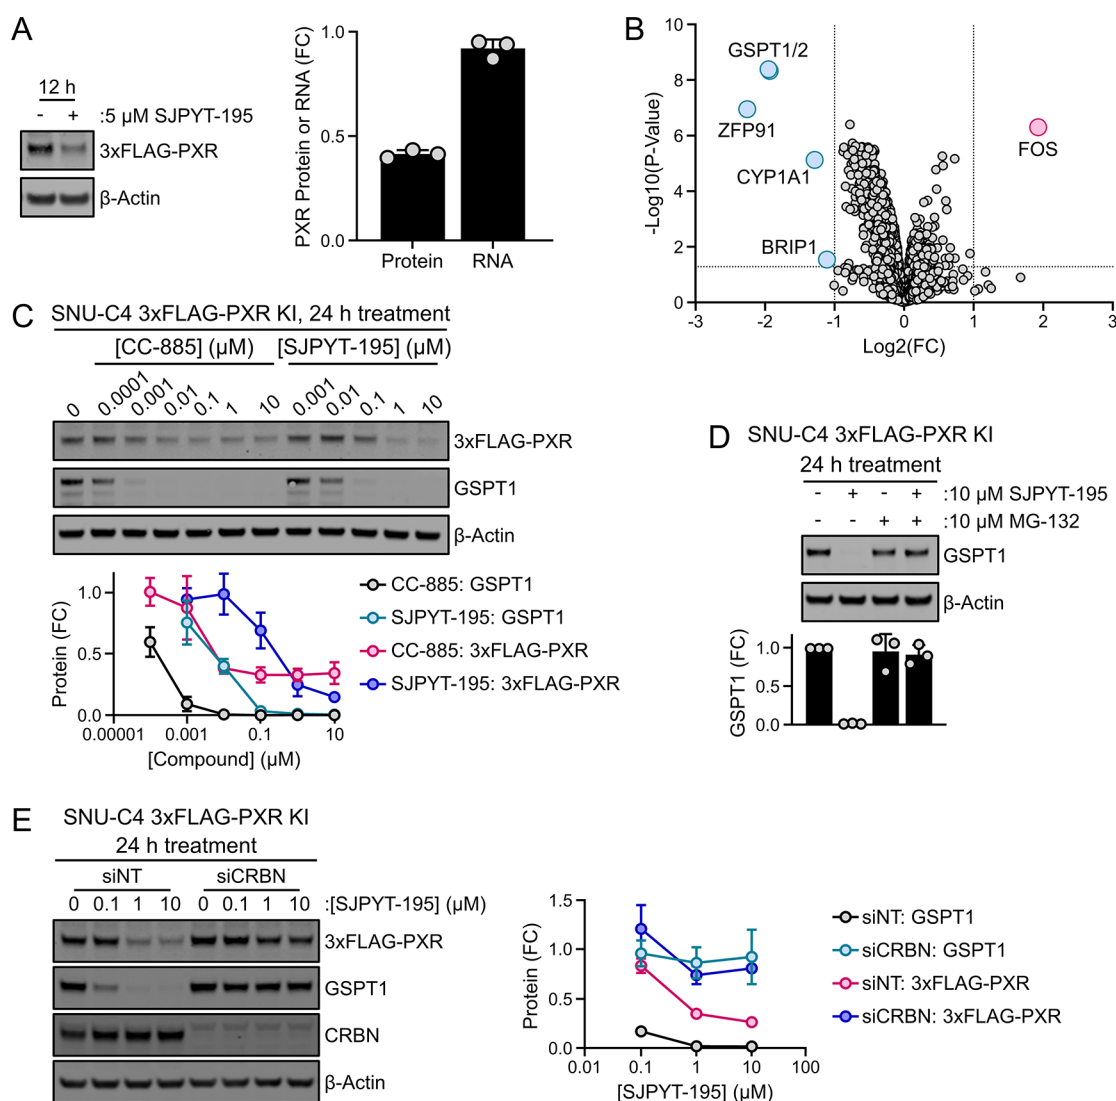 A
12 h
- + :5 µM SJPYT-195
3xFLAG-PXR
β-Actin
PXR Protein or RNA (FC)
1.0
0.5
0.0
Protein RNA
B
-Log10(P-Value)
10
8
6
4
2
0
GSPT1/2
ZFP91
CYP1A1
BRIP1
FOS
-3 -2 -1 0 1 2 3
Log2(FC)
C
SNU-C4 3xFLAG-PXR KI, 24 h treatment
[CC-885] (µM) [SJPYT-195] (µM)
0 0.0001 0.001 0.01 0.1 1 10 0.001 0.01 0.1 1 10
3xFLAG-PXR
GSPT1
β-Actin
Protein (FC)
1.0
0.5
0.0
0.00001 0.001 0.1 10
[Compound] (µM)
CC-885: GSPT1
SJPYT-195: GSPT1
CC-885: 3xFLAG-PXR
SJPYT-195: 3xFLAG-PXR
D
SNU-C4 3xFLAG-PXR KI
24 h treatment
- + - + :10 µM SJPYT-195
- - + + :10 µM MG-132
GSPT1
β-Actin
GSPT1 (FC)
1.0
0.5
0.0
E
SNU-C4 3xFLAG-PXR KI
24 h treatment
siNT siCRBN
0 0.1 1 10 0 0.1 1 10 :[SJPYT-195] (µM)
3xFLAG-PXR
GSPT1
CRBN
β-Actin
Protein (FC)
1.5
1.0
0.5
0.0
0.01 0.1 1 10 100
[SJPYT-195] (µM)
siNT: GSPT1
siCRBN: GSPT1
siNT: 3xFLAG-PXR
siCRBN: 3xFLAG-PXR